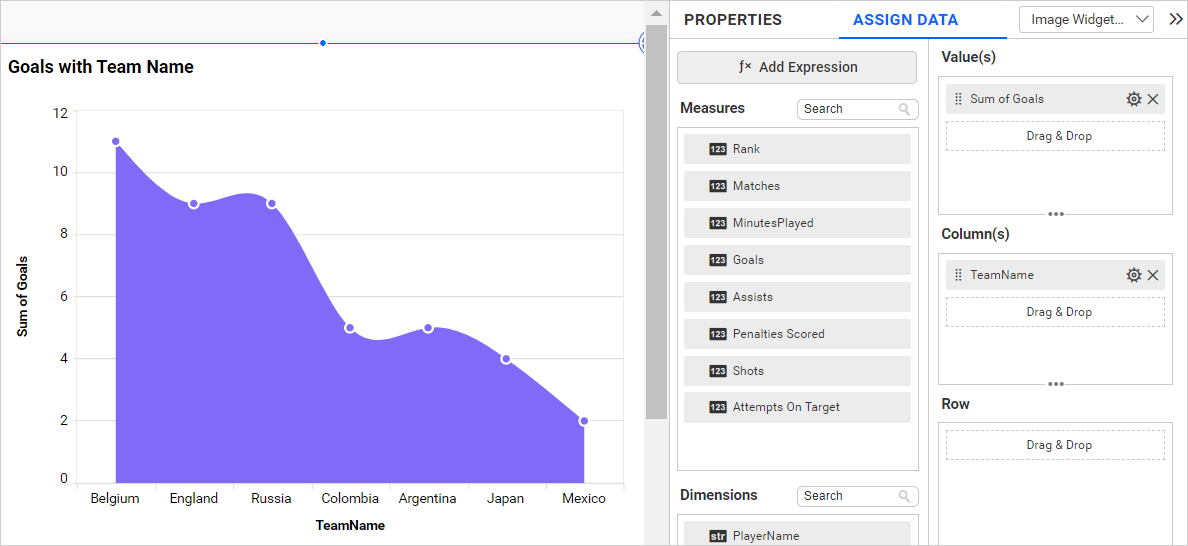 PROPERTIES
ASSIGN DATA
Image Widget...
Goals with Team Name
12
10
8
6
4
2
0
Sum of Goals
Belgium England Russia Colombia Argentina Japan Mexico
TeamName
ƒx Add Expression
Measures
Search
123 Rank
123 Matches
123 MinutesPlayed
123 Goals
123 Assists
123 Penalties Scored
123 Shots
123 Attempts On Target
Dimensions
Search
str PlayerName
Value(s)
Sum of Goals
Drag & Drop
Column(s)
TeamName
Drag & Drop
Row
Drag & Drop